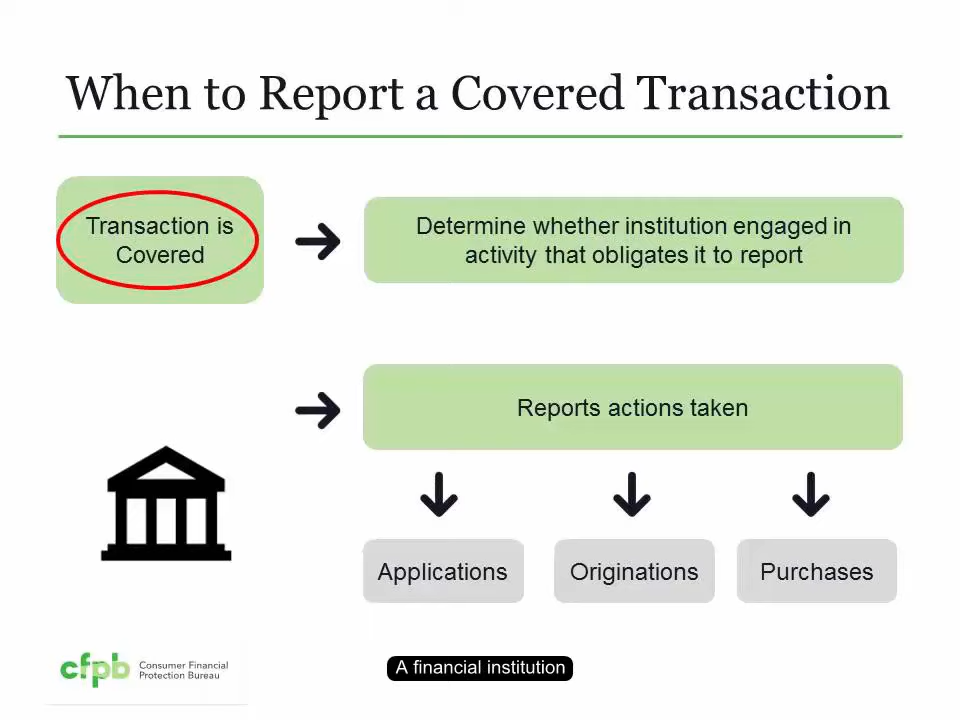 When to Report a Covered Transaction
Transaction is
Covered
Determine whether institution engaged in
activity that obligates it to report
Reports actions taken
Applications
Originations
Purchases
cfpb
Consumer Financial
Protection Bureau
A financial institution